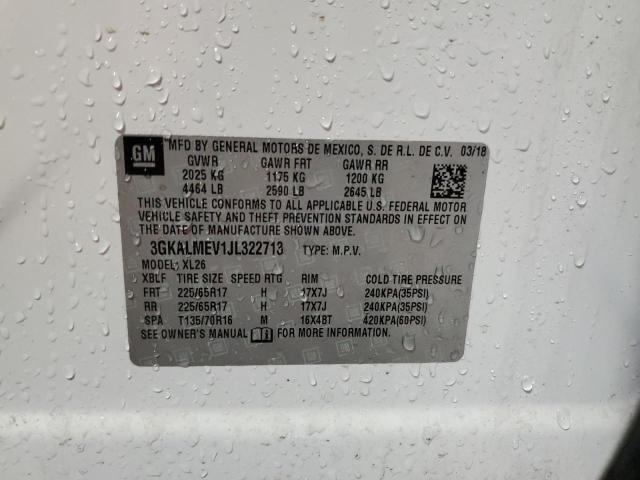 GM
MFD BY GENERAL MOTORS DE MEXICO, S. DE R.L. DE C.V. 03/18
GVWR GAWR FRT GAWR RR
2025 KG 1175 KG 1200 KG
4464 LB 2590 LB 2645 LB
THIS VEHICLE CONFORMS TO ALL APPLICABLE U.S. FEDERAL MOTOR
VEHICLE SAFETY AND THEFT PREVENTION STANDARDS IN EFFECT
ON THE DATE OF MANUFACTURE SHOWN ABOVE.
3GKALMEV1JL322713 TYPE: M.P.V.
MODEL: XL26
XBLF TIRE SIZE SPEED RTG RIM COLD TIRE PRESSURE
FRT 225/65R17 H 17X7J 240KPA(35PSI)
RR 225/65R17 H 17X7J 240KPA(35PSI)
SPA T135/70R16 M 16X4BT 420KPA(60PSI)
SEE OWNER'S MANUAL FOR MORE INFORMATION.